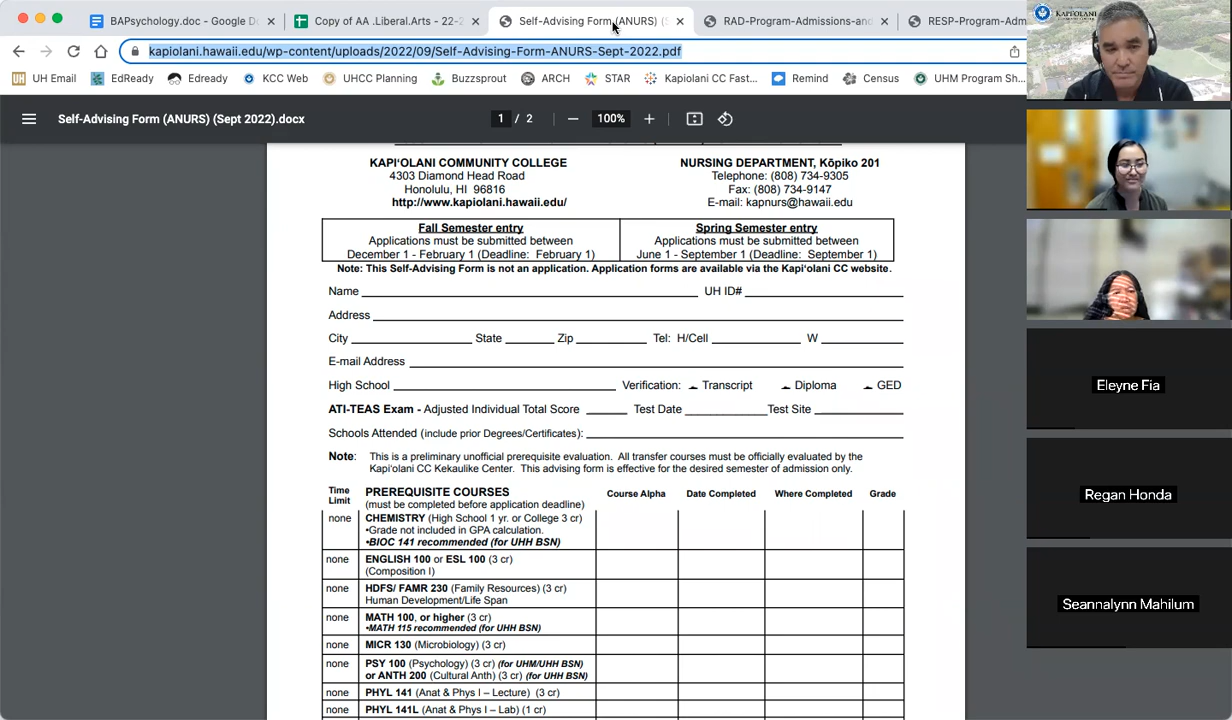 BAPsychology.doc - Google D
Copy of AA .Liberal.Arts - 22-2
Self-Advising Form (ANURS) (S
RAD-Program-Admissions-and
RESP-Program-Adm
kapiolani.hawaii.edu/wp-content/uploads/2022/09/Self-Advising-Form-ANURS-Sept-2022.pdf
UH Email
EdReady
Edready
KCC Web
UHCC Planning
Buzzsprout
ARCH
STAR
Kapiolani CC Fast...
Remind
Census
UHM Program Sh...
Self-Advising Form (ANURS) (Sept 2022).docx
1 / 2
100%
KAPIʻOLANI COMMUNITY COLLEGE
4303 Diamond Head Road
Honolulu, HI 96816
http://www.kapiolani.hawaii.edu/
NURSING DEPARTMENT, Kōpiko 201
Telephone: (808) 734-9305
Fax: (808) 734-9147
E-mail: kapnurs@hawaii.edu
Fall Semester entry
Applications must be submitted between
December 1 - February 1 (Deadline: February 1)
Spring Semester entry
Applications must be submitted between
June 1 - September 1 (Deadline: September 1)
Note: This Self-Advising Form is not an application. Application forms are available via the Kapiʻolani CC website.
Name UH ID#
Address
City State Zip Tel: H/Cell W
E-mail Address
High School Verification: Transcript Diploma GED
ATI-TEAS Exam - Adjusted Individual Total Score Test Date Test Site
Schools Attended (include prior Degrees/Certificates):
Note: This is a preliminary unofficial prerequisite evaluation. All transfer courses must be officially evaluated by the
Kapiʻolani CC Kekaulike Center. This advising form is effective for the desired semester of admission only.
Time Limit
PREREQUISITE COURSES
(must be completed before application deadline)
Course Alpha
Date Completed
Where Completed
Grade
none CHEMISTRY (High School 1 yr. or College 3 cr)
•Grade not included in GPA calculation.
•BIOC 141 recommended (for UHH BSN)
none ENGLISH 100 or ESL 100 (3 cr)
(Composition I)
none HDFS/ FAMR 230 (Family Resources) (3 cr)
Human Development/Life Span
none MATH 100, or higher (3 cr)
•MATH 115 recommended (for UHH BSN)
none MICR 130 (Microbiology) (3 cr)
none PSY 100 (Psychology) (3 cr) (for UHM/UHH BSN)
or ANTH 200 (Cultural Anth) (3 cr) (for UHH BSN)
none PHYL 141 (Anat & Phys I – Lecture) (3 cr)
none PHYL 141L (Anat & Phys I – Lab) (1 cr)
Eleyne Fia
Regan Honda
Seannalynn Mahilum